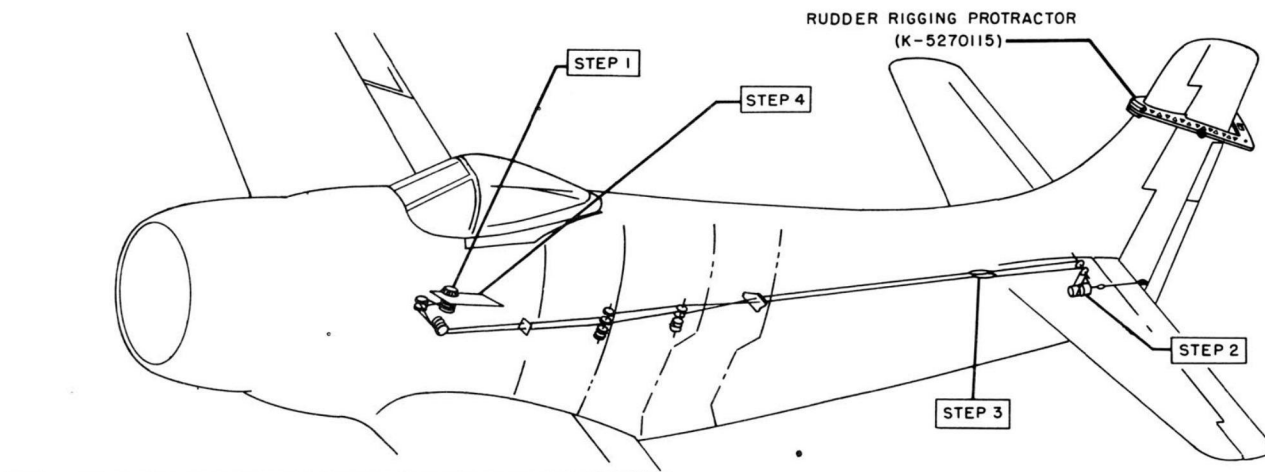 RUDDER RIGGING PROTRACTOR
(K-5270115)
STEP 1
STEP 4
STEP 2
STEP 3